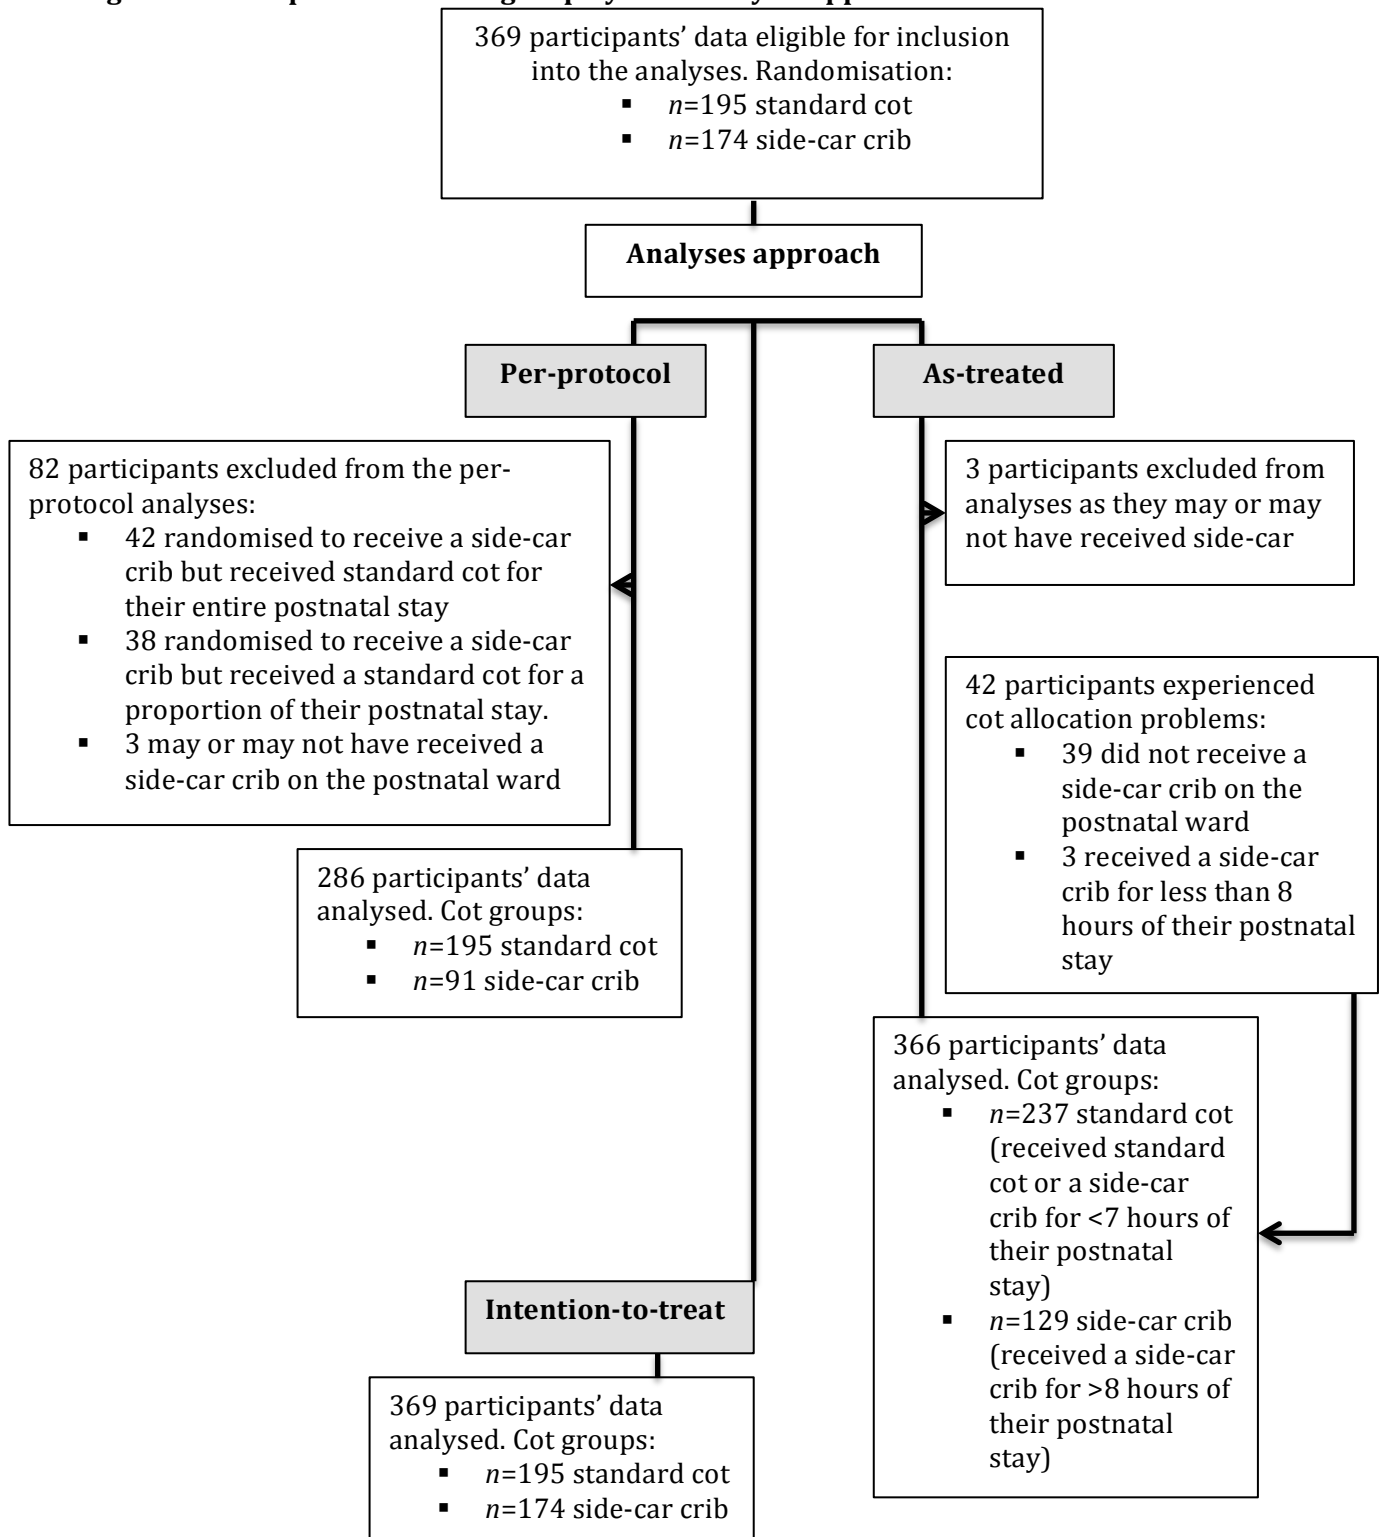 369 participants’ data eligible for inclusion
into the analyses. Randomisation:
▪ n=195 standard cot
▪ n=174 side-car crib
Analyses approach
Per-protocol
As-treated
82 participants excluded from the per-
protocol analyses:
▪ 42 randomised to receive a side-car
crib but received standard cot for
their entire postnatal stay
▪ 38 randomised to receive a side-car
crib but received a standard cot for a
proportion of their postnatal stay.
▪ 3 may or may not have received a
side-car crib on the postnatal ward
3 participants excluded from
analyses as they may or may
not have received side-car
42 participants experienced
cot allocation problems:
▪ 39 did not receive a
side-car crib on the
postnatal ward
▪ 3 received a side-car
crib for less than 8
hours of their postnatal
stay
286 participants’ data
analysed. Cot groups:
▪ n=195 standard cot
▪ n=91 side-car crib
366 participants’ data
analysed. Cot groups:
▪ n=237 standard cot
(received standard
cot or a side-car
crib for <7 hours of
their postnatal
stay)
▪ n=129 side-car crib
(received a side-car
crib for >8 hours of
their postnatal
stay)
Intention-to-treat
369 participants’ data
analysed. Cot groups:
▪ n=195 standard cot
▪ n=174 side-car crib